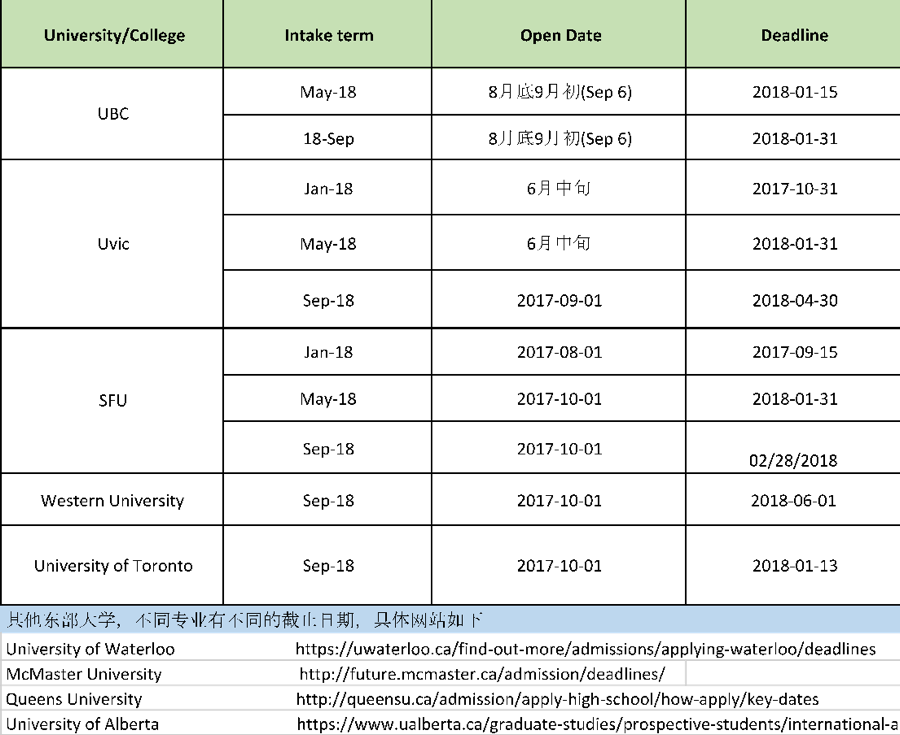 University/College Intake term Open Date Deadline
UBC
May-18 8月底9月初(Sep 6) 2018-01-15
18-Sep 8月底9月初(Sep 6) 2018-01-31
Uvic
Jan-18 6月中旬 2017-10-31
May-18 6月中旬 2018-01-31
Sep-18 2017-09-01 2018-04-30
SFU
Jan-18 2017-08-01 2017-09-15
May-18 2017-10-01 2018-01-31
Sep-18 2017-10-01 02/28/2018
Western University Sep-18 2017-10-01 2018-06-01
University of Toronto Sep-18 2017-10-01 2018-01-13
其他东部大学，不同专业有不同的截止日期，具体网站如下
University of Waterloo https://uwaterloo.ca/find-out-more/admissions/applying-waterloo/deadlines
McMaster University http://future.mcmaster.ca/admission/deadlines/
Queens University http://queensu.ca/admission/apply-high-school/how-apply/key-dates
University of Alberta https://www.ualberta.ca/graduate-studies/prospective-students/international-a